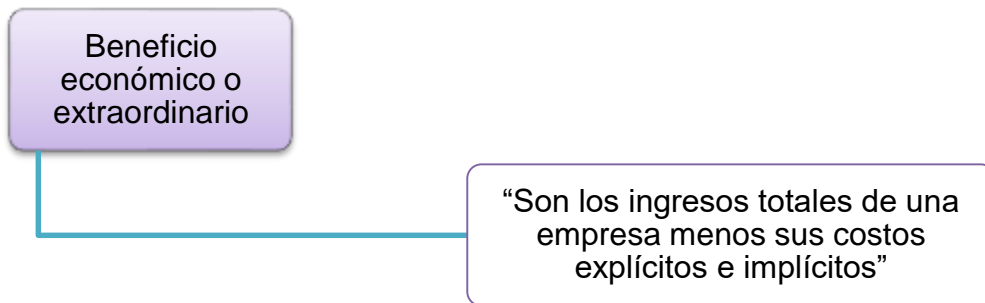 Beneficio
económico o
extraordinario
“Son los ingresos totales de una
empresa menos sus costos
explícitos e implícitos”